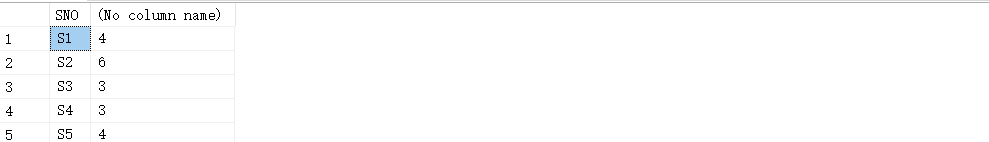 SNO (No column name)
1 S1 4
2 S2 6
3 S3 3
4 S4 3
5 S5 4